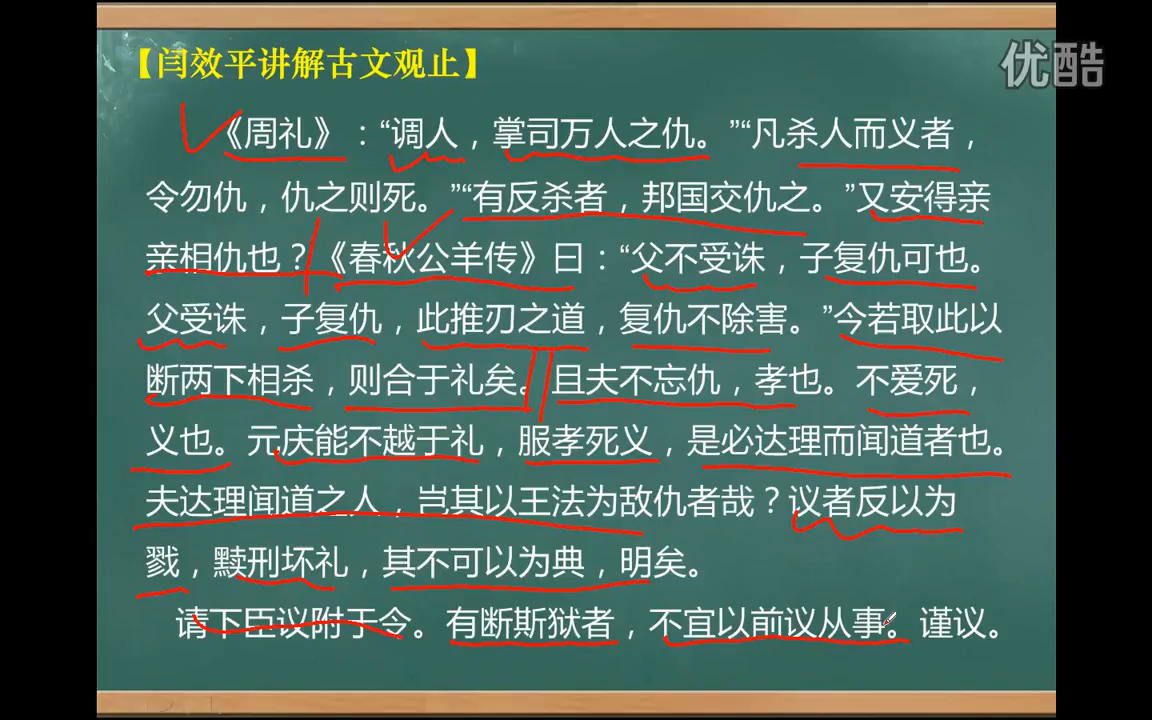 【闫效平讲解古文观止】
优酷
《周礼》：“调人，掌司万人之仇。”“凡杀人而义者，
令勿仇，仇之则死。”“有反杀者，邦国交仇之。”又安得亲
亲相仇也？《春秋公羊传》曰：“父不受诛，子复仇可也。
父受诛，子复仇，此推刃之道，复仇不除害。”今若取此以
断两下相杀，则合于礼矣。且夫不忘仇，孝也。不爱死，
义也。元庆能不越于礼，服孝死义，是必达理而闻道者也。
夫达理闻道之人，岂其以王法为敌仇者哉？议者反以为
戮，黩刑坏礼，其不可以为典，明矣。
请下臣议附于令。有断斯狱者，不宜以前议从事。谨议。